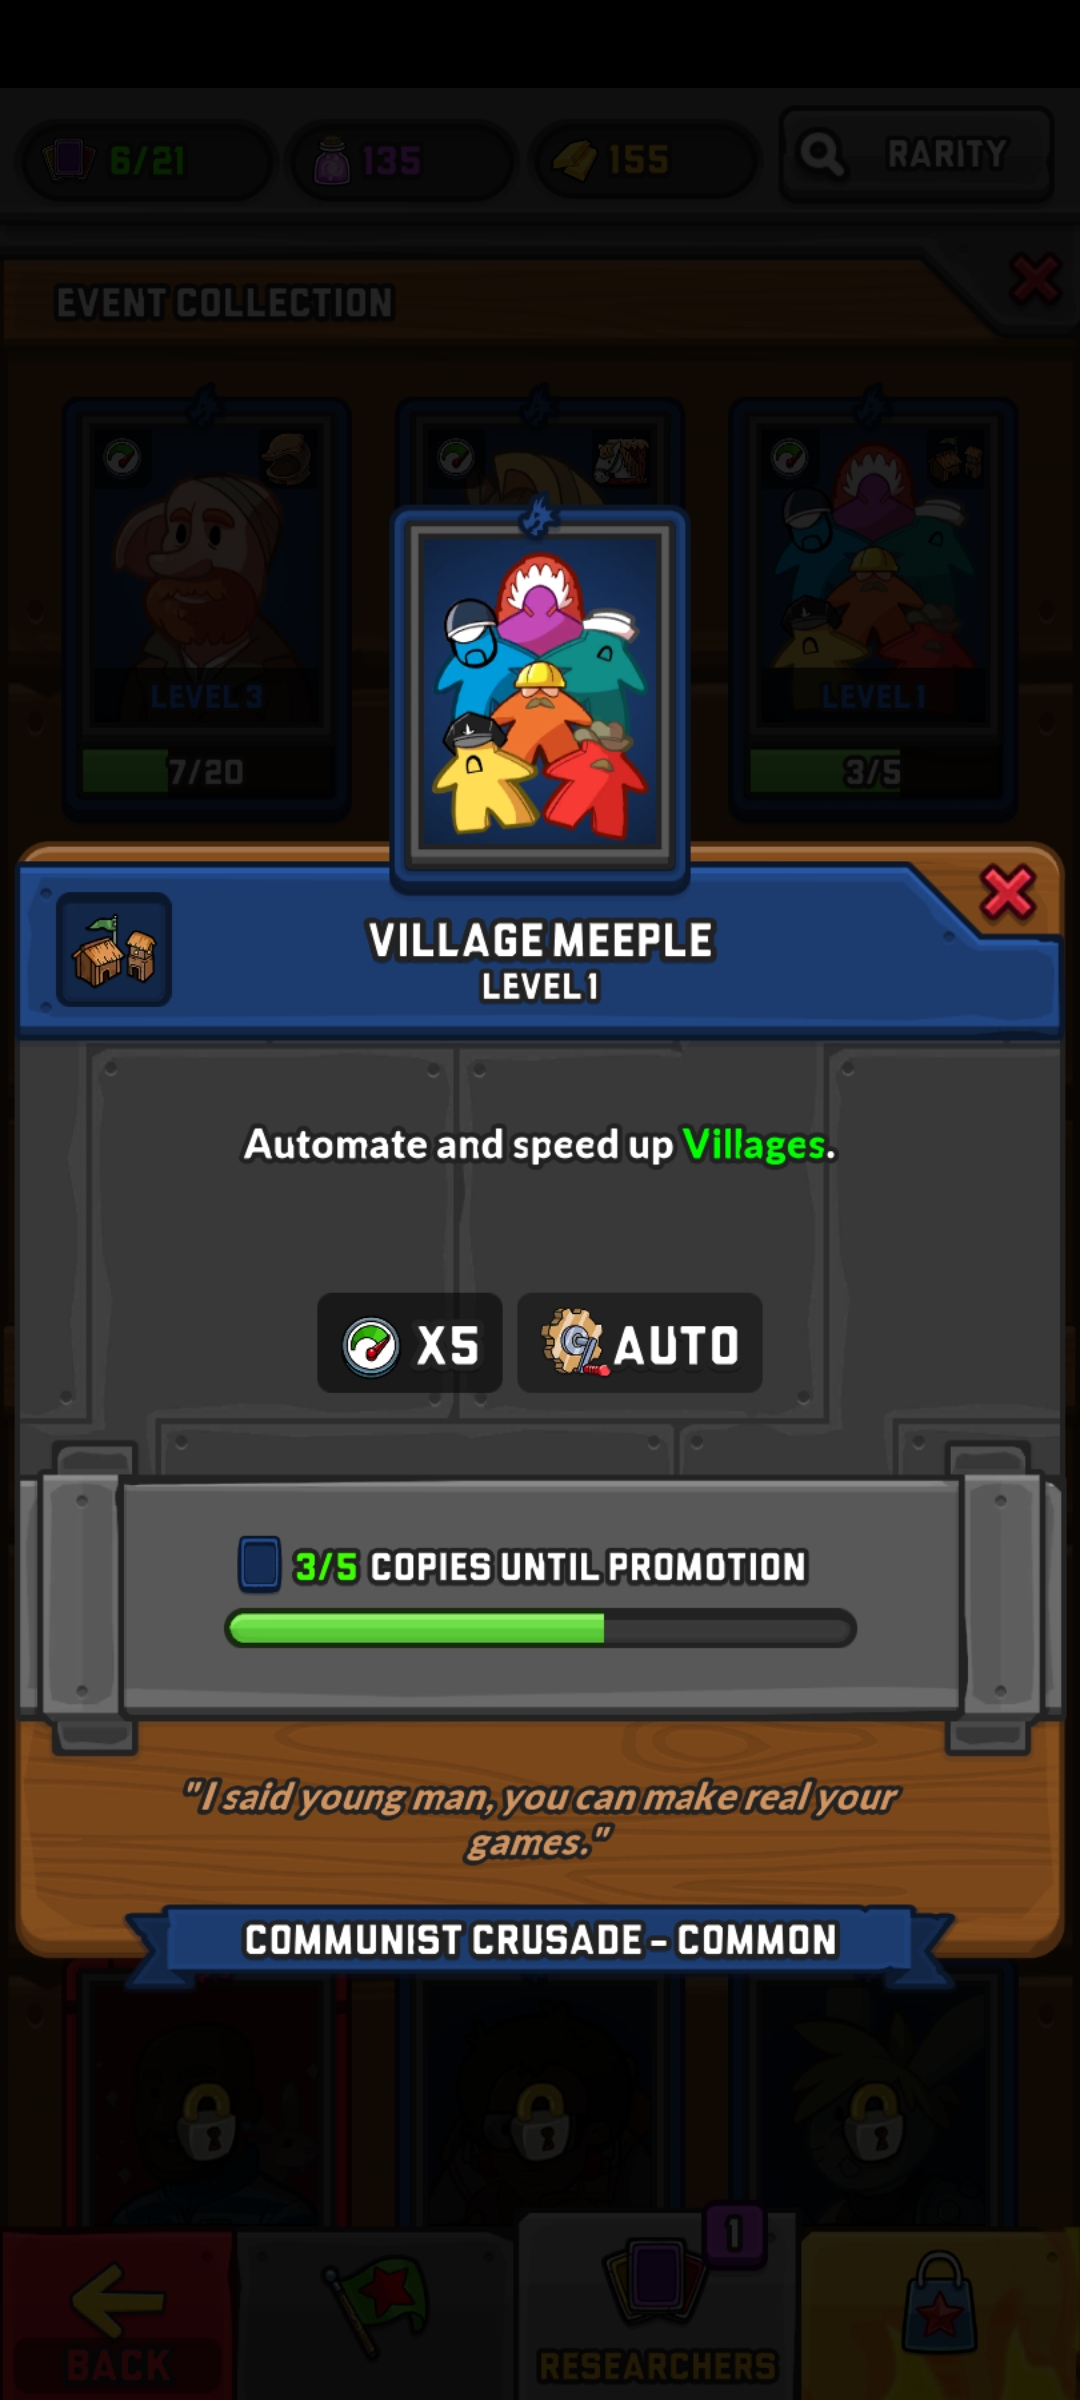 6/21
135
155
RARITY
EVENT COLLECTION
LEVEL 3
LEVEL 1
7/20
3/5
VILLAGE MEEPLE
LEVEL 1
Automate and speed up Villages.
X5
AUTO
3/5 COPIES UNTIL PROMOTION
"I said young man, you can make real your
games."
COMMUNIST CRUSADE - COMMON
1
BACK
RESEARCHERS